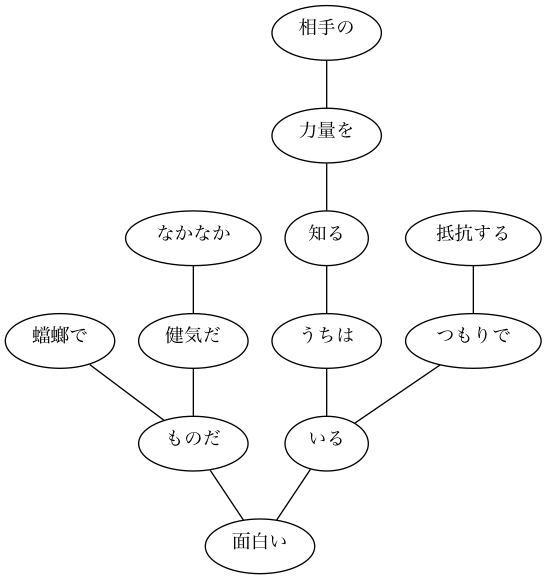 相手の
力量を
なかなか
知る
抵抗する
蟷螂で
健気だ
うちは
つもりで
ものだ
いる
面白い